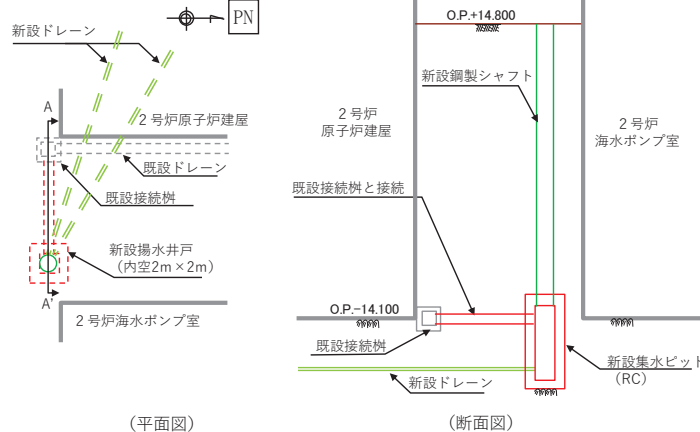 PN
新設ドレーン
A
2号炉原子炉建屋
既設ドレーン
既設接続桝
新設揚水井戸
（内空2m×2m）
A'
2号炉海水ポンプ室
（平面図）
O.P.+14.800
新設鋼製シャフト
2号炉
原子炉建屋
2号炉
海水ポンプ室
既設接続桝と接続
O.P.−14.100
既設接続桝
新設集水ピット
（RC）
新設ドレーン
（断面図）